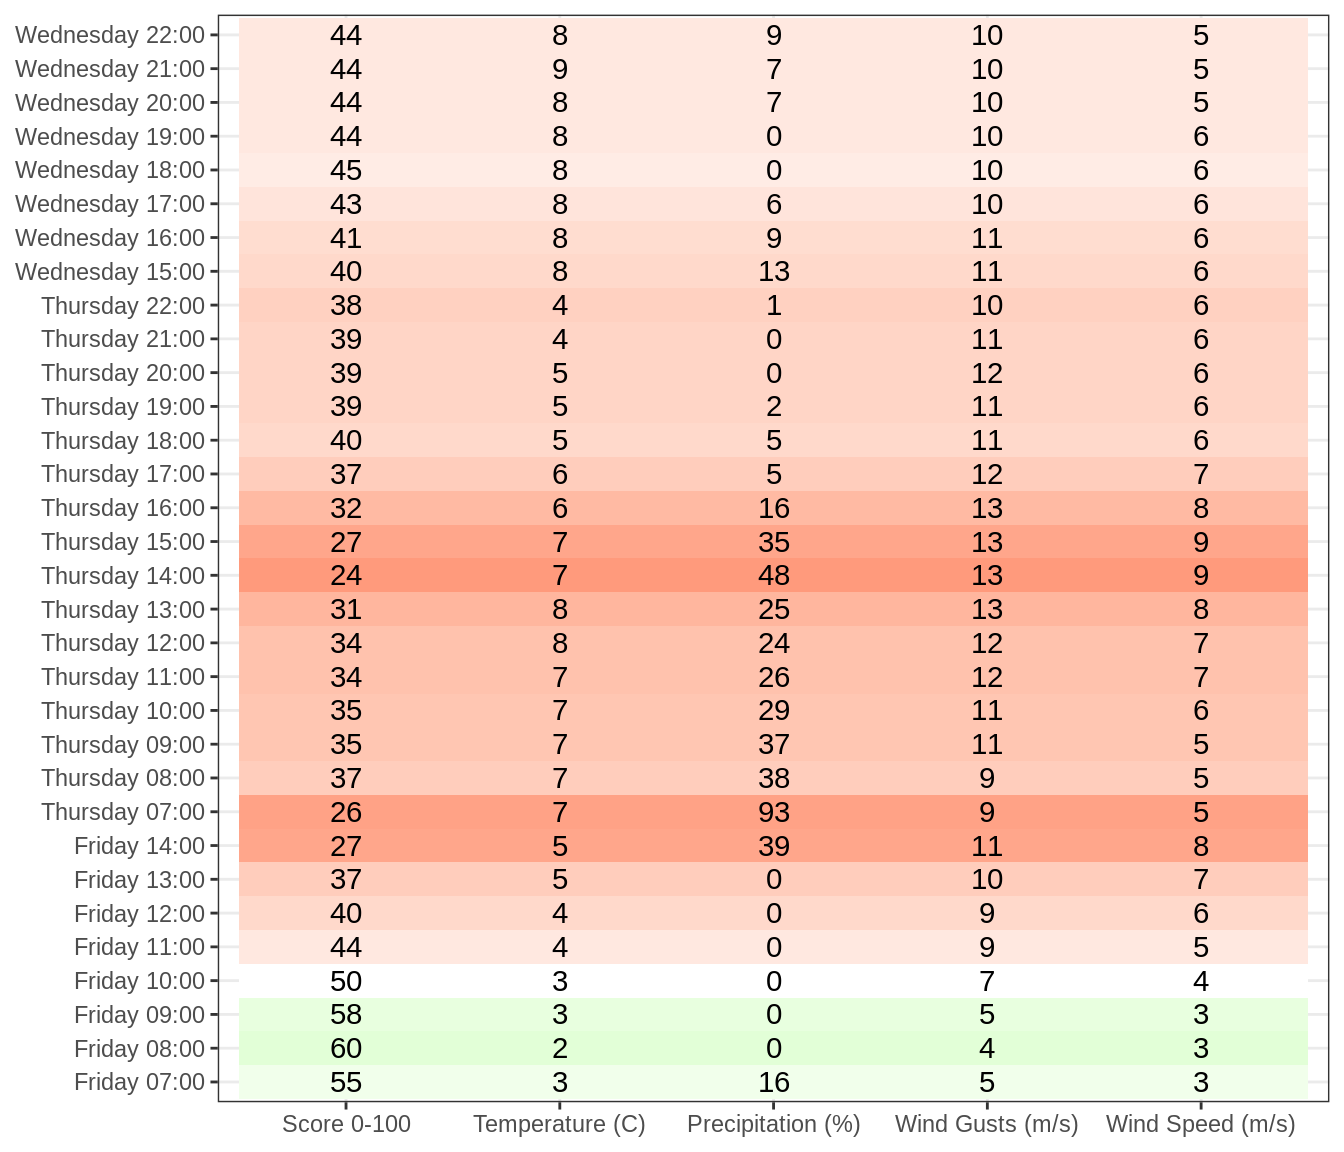 Wednesday 22:00 44 8 9 10 5
Wednesday 21:00 44 9 7 10 5
Wednesday 20:00 44 8 7 10 5
Wednesday 19:00 44 8 0 10 6
Wednesday 18:00 45 8 0 10 6
Wednesday 17:00 43 8 6 10 6
Wednesday 16:00 41 8 9 11 6
Wednesday 15:00 40 8 13 11 6
Thursday 22:00 38 4 1 10 6
Thursday 21:00 39 4 0 11 6
Thursday 20:00 39 5 0 12 6
Thursday 19:00 39 5 2 11 6
Thursday 18:00 40 5 5 11 6
Thursday 17:00 37 6 5 12 7
Thursday 16:00 32 6 16 13 8
Thursday 15:00 27 7 35 13 9
Thursday 14:00 24 7 48 13 9
Thursday 13:00 31 8 25 13 8
Thursday 12:00 34 8 24 12 7
Thursday 11:00 34 7 26 12 7
Thursday 10:00 35 7 29 11 6
Thursday 09:00 35 7 37 11 5
Thursday 08:00 37 7 38 9 5
Thursday 07:00 26 7 93 9 5
Friday 14:00 27 5 39 11 8
Friday 13:00 37 5 0 10 7
Friday 12:00 40 4 0 9 6
Friday 11:00 44 4 0 9 5
Friday 10:00 50 3 0 7 4
Friday 09:00 58 3 0 5 3
Friday 08:00 60 2 0 4 3
Friday 07:00 55 3 16 5 3
Score 0-100 Temperature (C) Precipitation (%) Wind Gusts (m/s) Wind Speed (m/s)